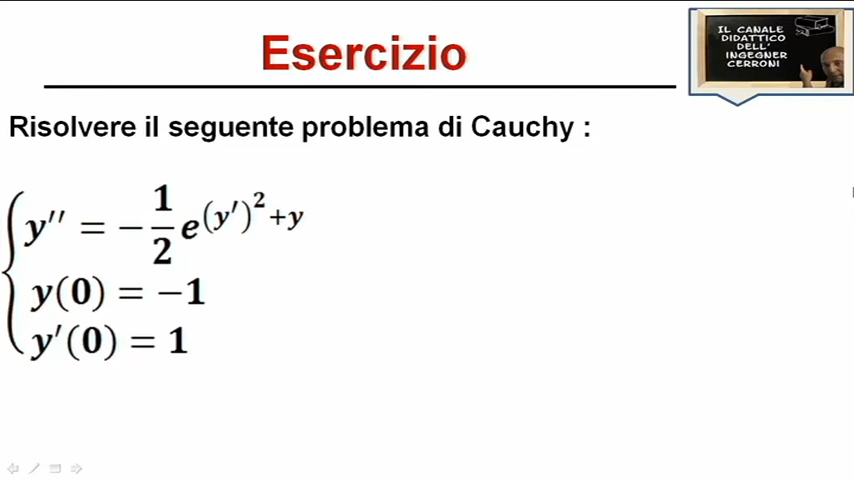 Esercizio
IL CANALE
DIDATTICO
DELL'
INGEGNER
CERRONI
Risolvere il seguente problema di Cauchy :
y'' = -1/2 e^((y')^2+y)
y(0) = -1
y'(0) = 1